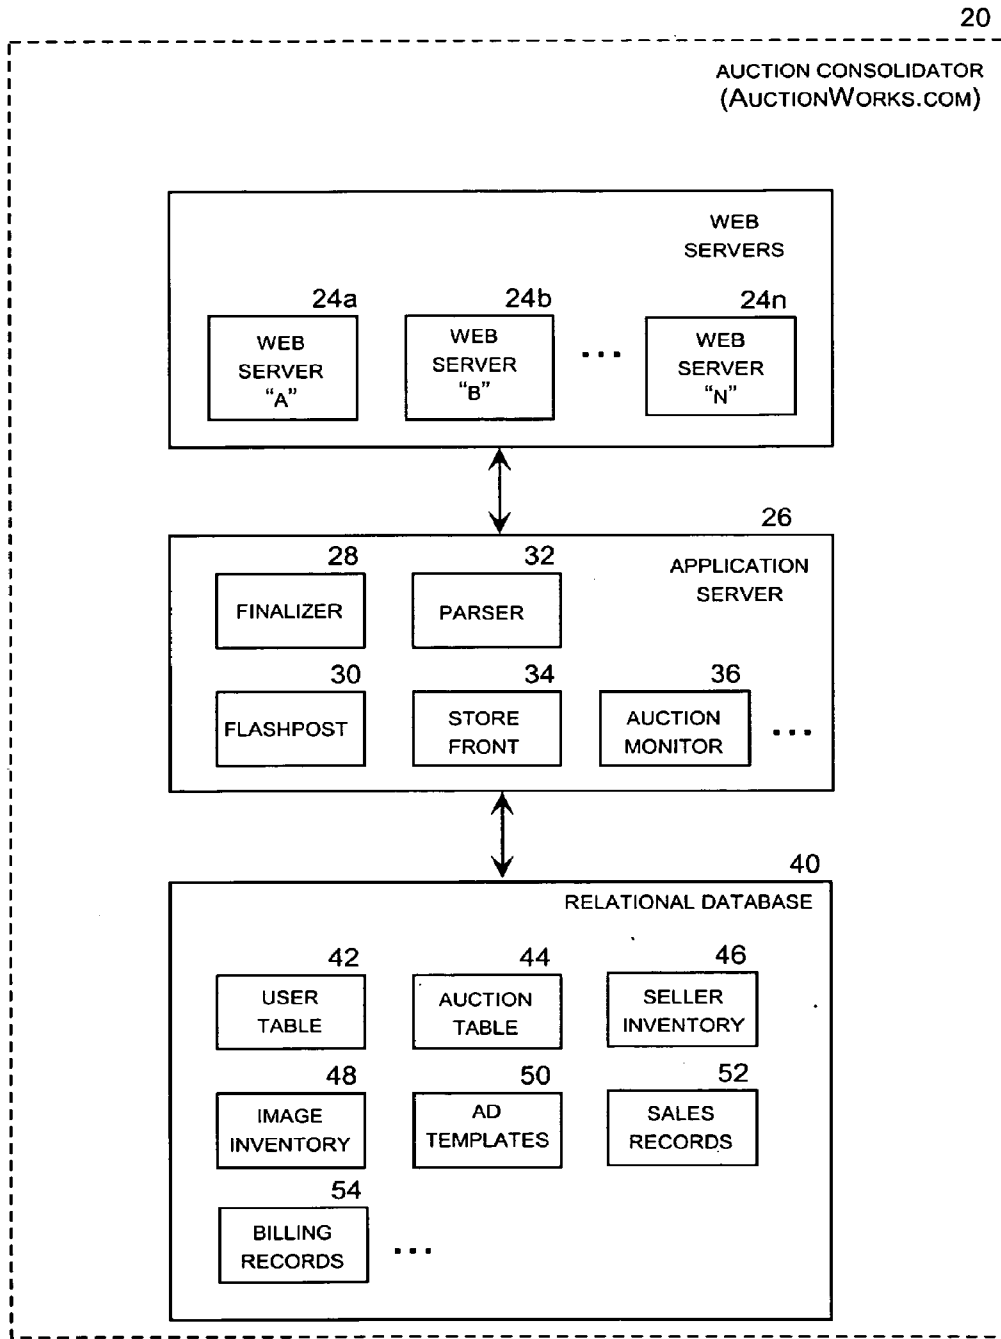 20
AUCTION CONSOLIDATOR
(AUCTIONWORKS.COM)
WEB
SERVERS
24a
WEB
SERVER
“A”
24b
WEB
SERVER
“B”
...
24n
WEB
SERVER
“N”
26
APPLICATION
SERVER
28
FINALIZER
32
PARSER
30
FLASHPOST
34
STORE
FRONT
36
AUCTION
MONITOR
...
40
RELATIONAL DATABASE
42
USER
TABLE
44
AUCTION
TABLE
46
SELLER
INVENTORY
48
IMAGE
INVENTORY
50
AD
TEMPLATES
52
SALES
RECORDS
54
BILLING
RECORDS
...